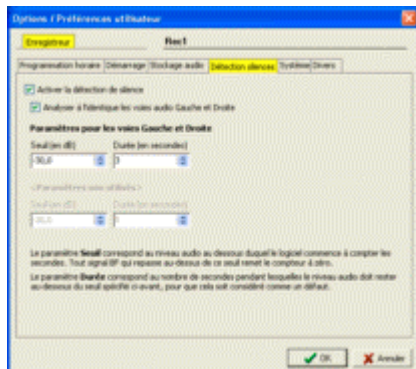 Options / Préférences utilisateur
Enregistreur Rec1
Programmation horaire Démarrage Stockage audio Détection silences Système Divers
Activer la détection de silence
Analyser à l'identique les voies audio Gauche et Droite
Paramètres pour les voies Gauche et Droite
Seuil (en dB) Durée (en secondes)
-30,0 3
<Paramètres non utilisés>
Seuil (en dB) Durée (en secondes)
-30,0
Le paramètre Seuil correspond au niveau audio au dessous duquel le logiciel commence à compter les
secondes. Tout signal BF qui repasse au-dessus de ce seuil remet le compteur à zéro.
Le paramètre Durée correspond au nombre de secondes pendant lesquelles le niveau audio doit rester
au-dessous du seuil spécifié ci-avant, pour que cela soit considéré comme un défaut.
OK Annuler